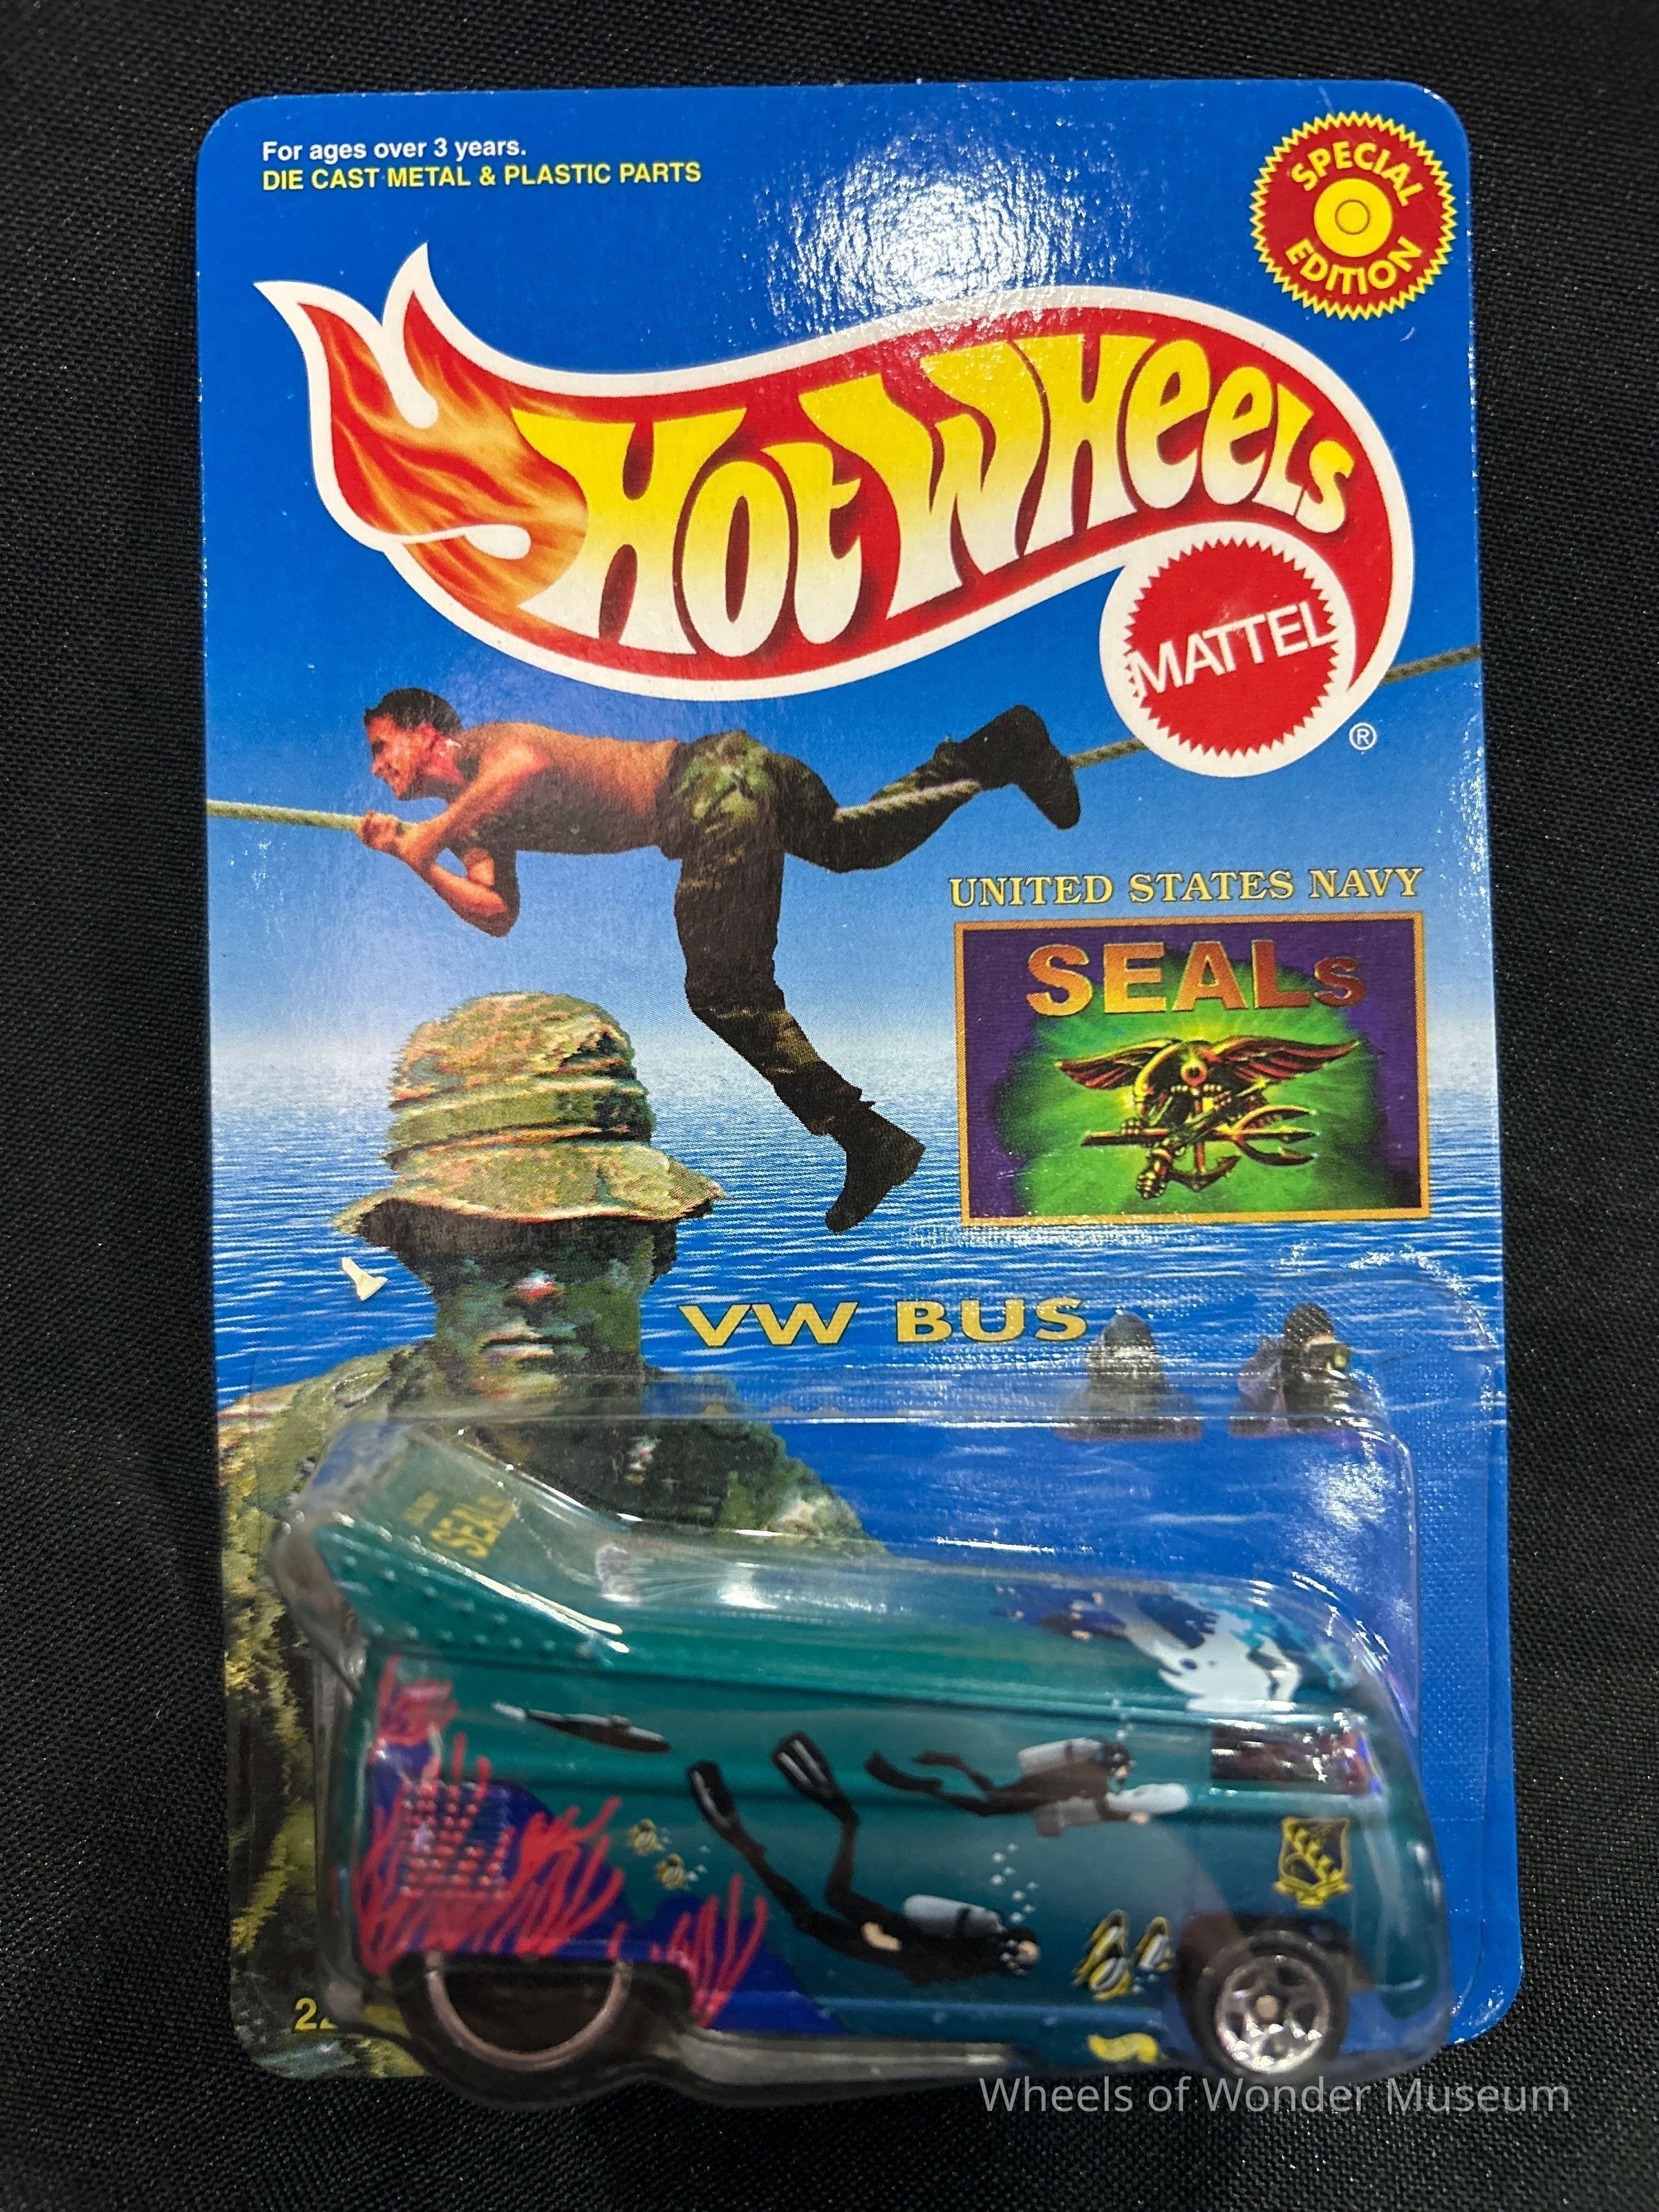 For ages over 3 years.
DIE CAST METAL & PLASTIC PARTS
SPECIAL
EDITION
HOT WHEELS
MATTEL
®
UNITED STATES NAVY
SEALs
VW BUS
SEALs
Wheels of Wonder Museum